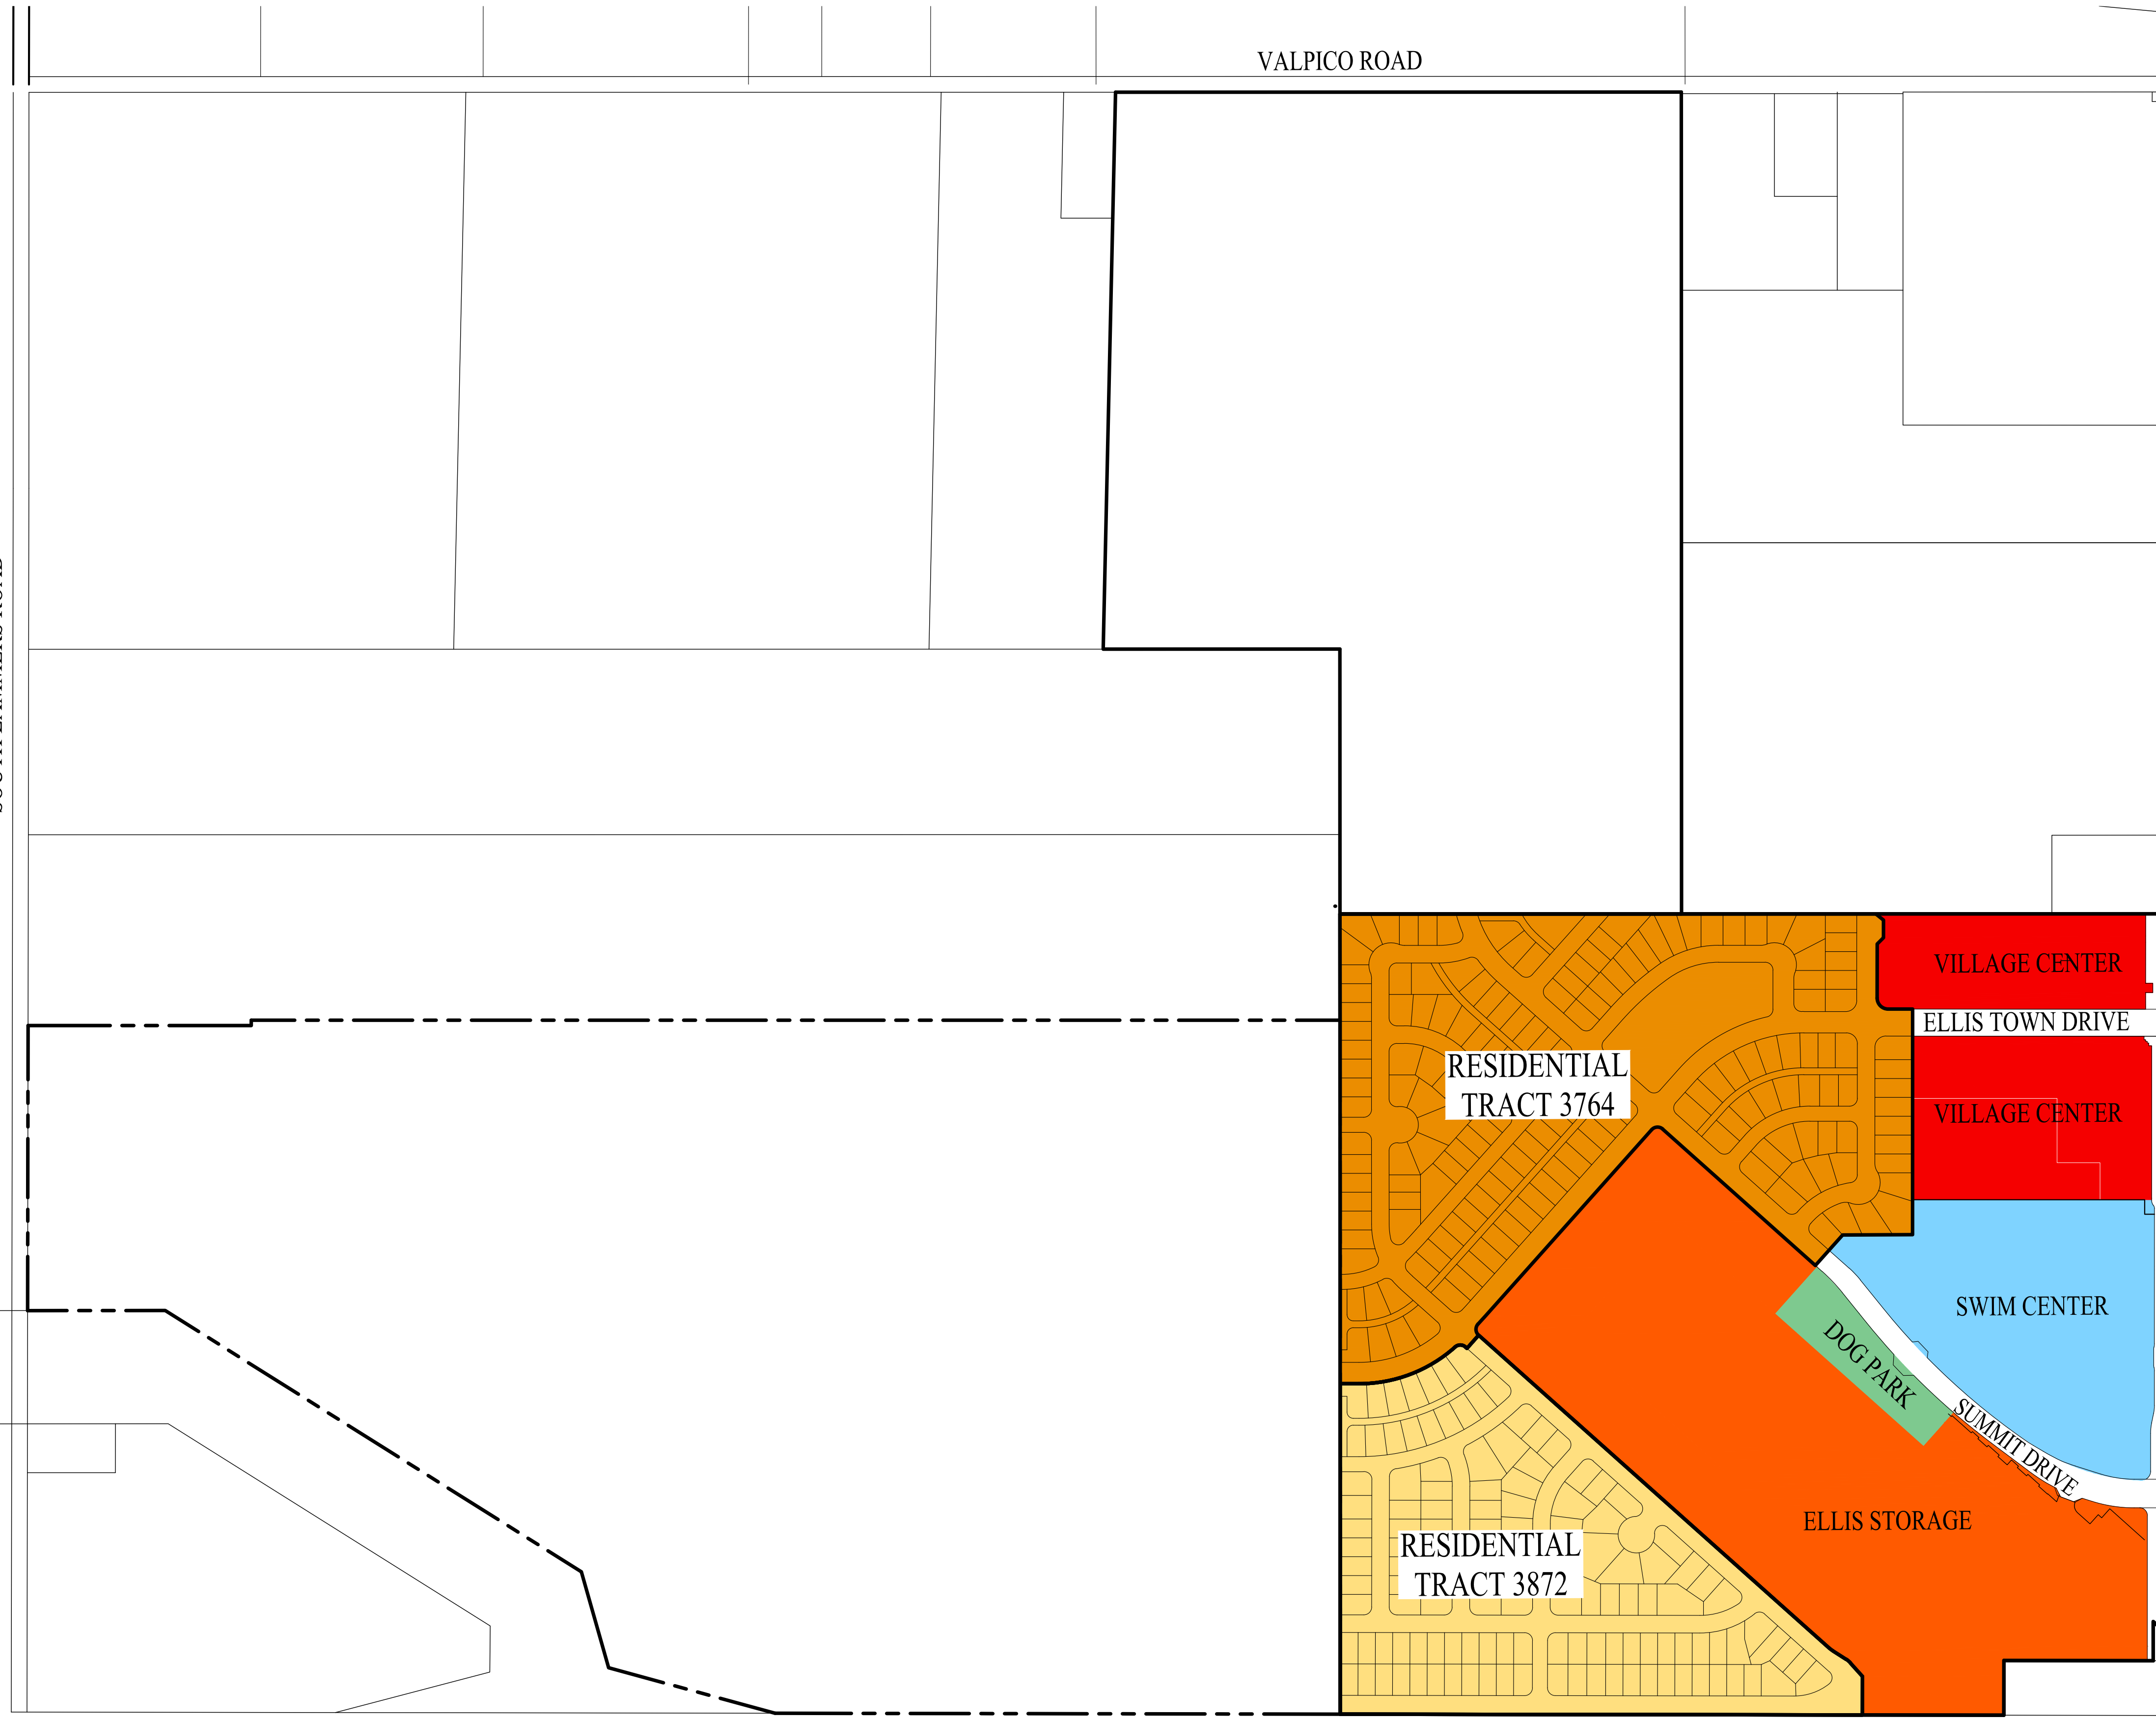 VALPICO ROAD
VILLAGE CENTER
ELLIS TOWN DRIVE
RESIDENTIAL
TRACT 3764
VILLAGE CENTER
SWIM CENTER
DOG PARK
SUMMIT DRIVE
ELLIS STORAGE
RESIDENTIAL
TRACT 3872